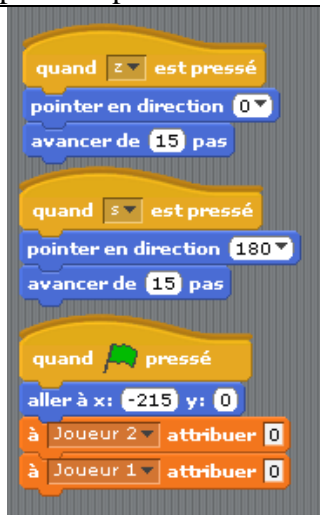 quand z est pressé
pointer en direction 0
avancer de 15 pas
quand s est pressé
pointer en direction 180
avancer de 15 pas
quand pressé
aller à x: -215 y: 0
à Joueur 2 attribuer 0
à Joueur 1 attribuer 0